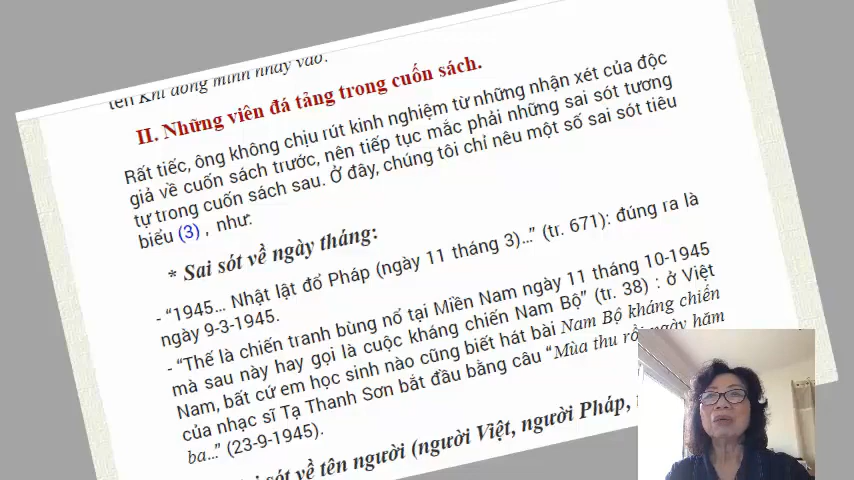 tên Khi đồng minh nhảy vào.
II. Những viên đá tảng trong cuốn sách.
Rất tiếc, ông không chịu rút kinh nghiệm từ những nhận xét của độc
giả về cuốn sách trước, nên tiếp tục mắc phải những sai sót tương
tự trong cuốn sách sau. Ở đây, chúng tôi chỉ nêu một số sai sót tiêu
biểu (3) , như:
* Sai sót về ngày tháng:
- “1945... Nhật lật đổ Pháp (ngày 11 tháng 3)...” (tr. 671): đúng ra là
ngày 9-3-1945.
- “Thế là chiến tranh bùng nổ tại Miền Nam ngày 11 tháng 10-1945
mà sau này hay gọi là cuộc kháng chiến Nam Bộ” (tr. 38) : ở Việt
Nam, bất cứ em học sinh nào cũng biết hát bài Nam Bộ kháng chiến
của nhạc sĩ Tạ Thanh Sơn bắt đầu bằng câu “Mùa thu rồi ngày hăm
ba...” (23-9-1945).
sót về tên người (người Việt, người Pháp,